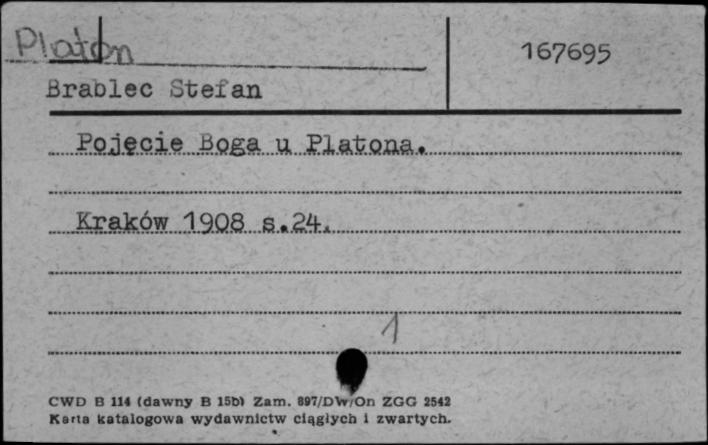 Platon
167695
Brablec Stefan
Pojęcie Boga u Platona.
Kraków 1908 s.24.
1
CWD B 114 (dawny B 15b) Zam. 897/DW/On ZGG 2542
Karta katalogowa wydawnictw ciągłych i zwartych.